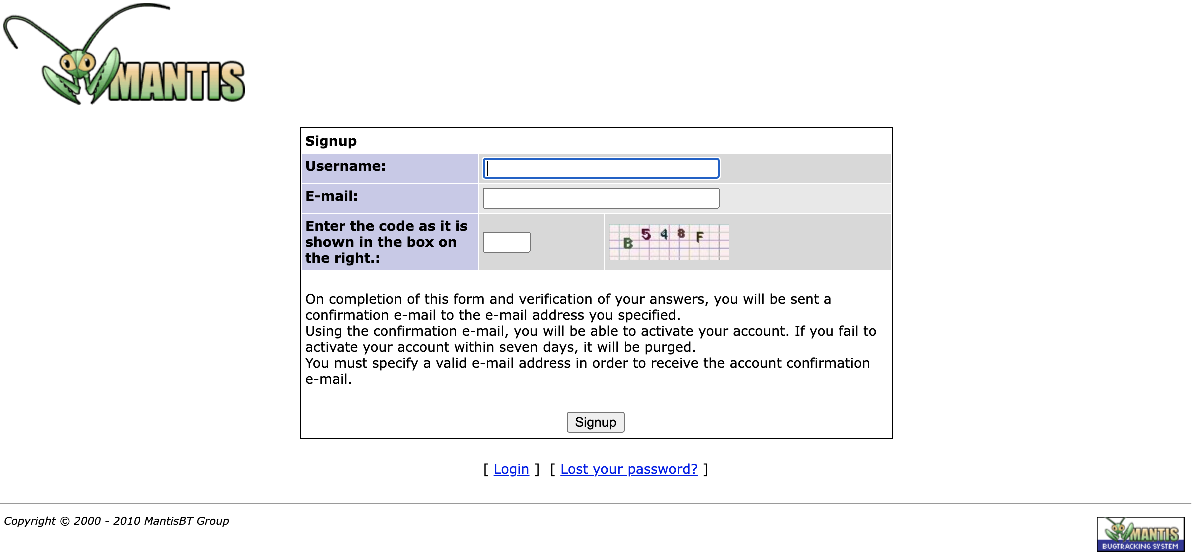 MANTIS
Signup
Username:
E-mail:
Enter the code as it is
shown in the box on
the right.:
B 5 4 8 F
On completion of this form and verification of your answers, you will be sent a
confirmation e-mail to the e-mail address you specified.
Using the confirmation e-mail, you will be able to activate your account. If you fail to
activate your account within seven days, it will be purged.
You must specify a valid e-mail address in order to receive the account confirmation
e-mail.
Signup
[ Login ] [ Lost your password? ]
Copyright © 2000 - 2010 MantisBT Group
MANTIS
BUGTRACKING SYSTEM